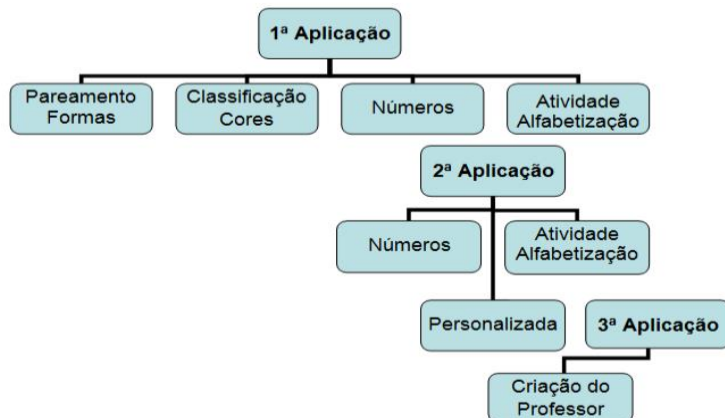 1ª Aplicação
Pareamento
Formas
Classificação
Cores
Números
Atividade
Alfabetização
2ª Aplicação
Números
Atividade
Alfabetização
Personalizada
3ª Aplicação
Criação do
Professor